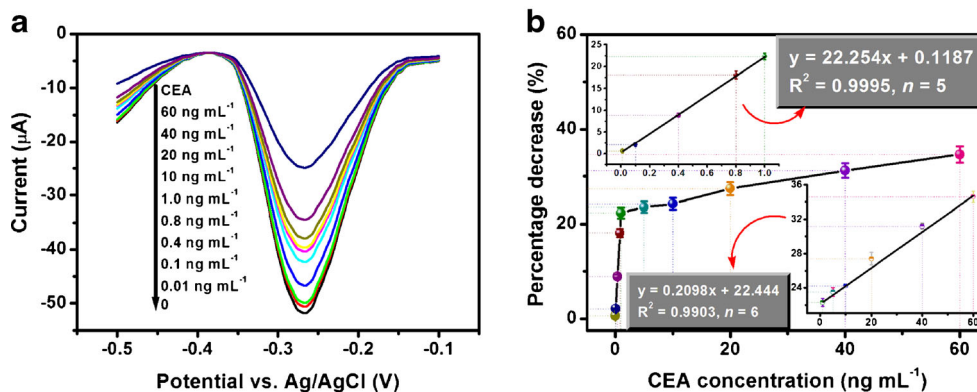 a
0
-10
-20
-30
-40
-50
Current (µA)
CEA
60 ng mL⁻¹
40 ng mL⁻¹
20 ng mL⁻¹
10 ng mL⁻¹
1.0 ng mL⁻¹
0.8 ng mL⁻¹
0.4 ng mL⁻¹
0.1 ng mL⁻¹
0.01 ng mL⁻¹
0
-0.5 -0.4 -0.3 -0.2 -0.1
Potential vs. Ag/AgCl (V)
b
60
40
20
0
Percentage decrease (%)
25
20
15
10
5
0
0.0 0.2 0.4 0.6 0.8 1.0
y = 22.254x + 0.1187
R² = 0.9995, n = 5
36
32
28
24
0 20 40 60
y = 0.2098x + 22.444
R² = 0.9903, n = 6
0 20 40 60
CEA concentration (ng mL⁻¹)